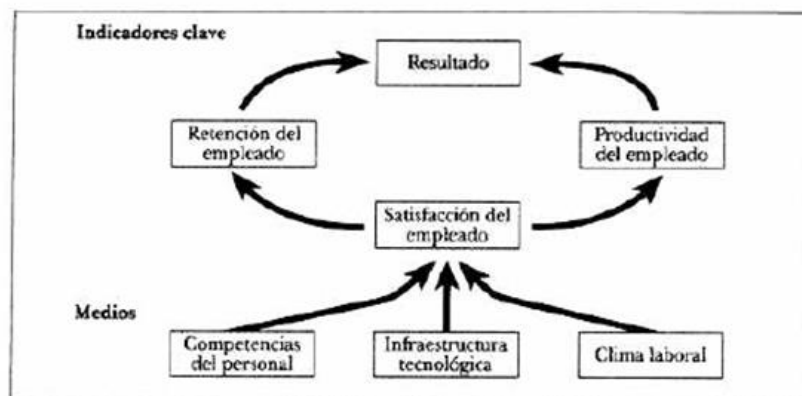 Indicadores clave
Resultado
Retención del
empleado
Productividad
del empleado
Satisfacción del
empleado
Medios
Competencias
del personal
Infraestructura
tecnológica
Clima laboral